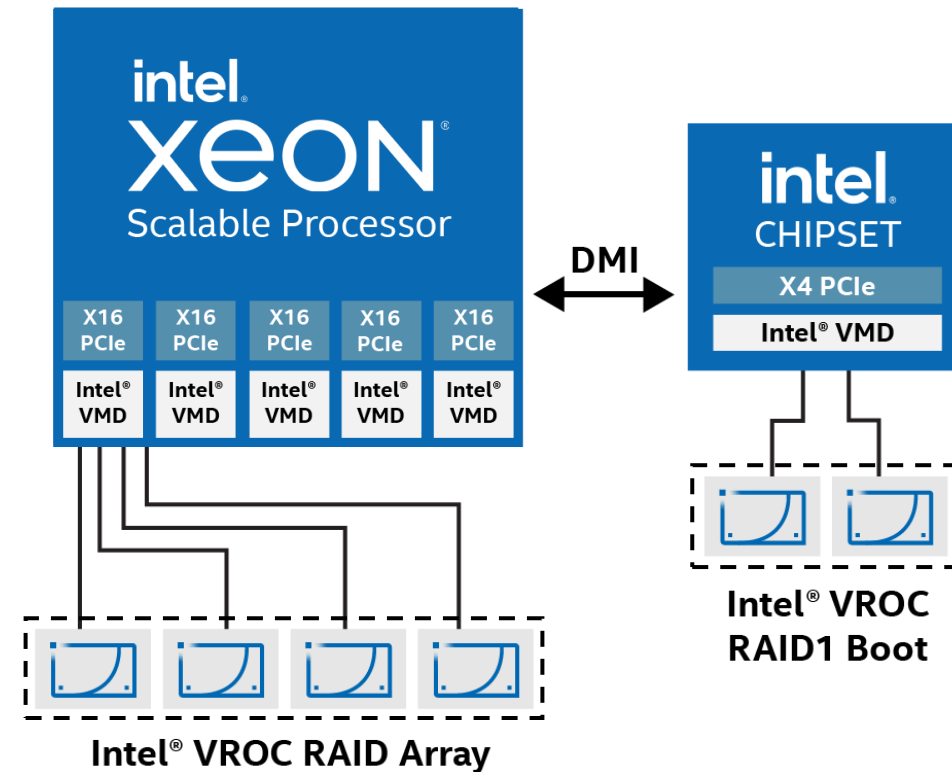 intel.
xeon®
Scalable Processor
X16 PCIe
X16 PCIe
X16 PCIe
X16 PCIe
X16 PCIe
Intel® VMD
Intel® VMD
Intel® VMD
Intel® VMD
Intel® VMD
DMI
intel.
CHIPSET
X4 PCIe
Intel® VMD
Intel® VROC
RAID1 Boot
Intel® VROC RAID Array